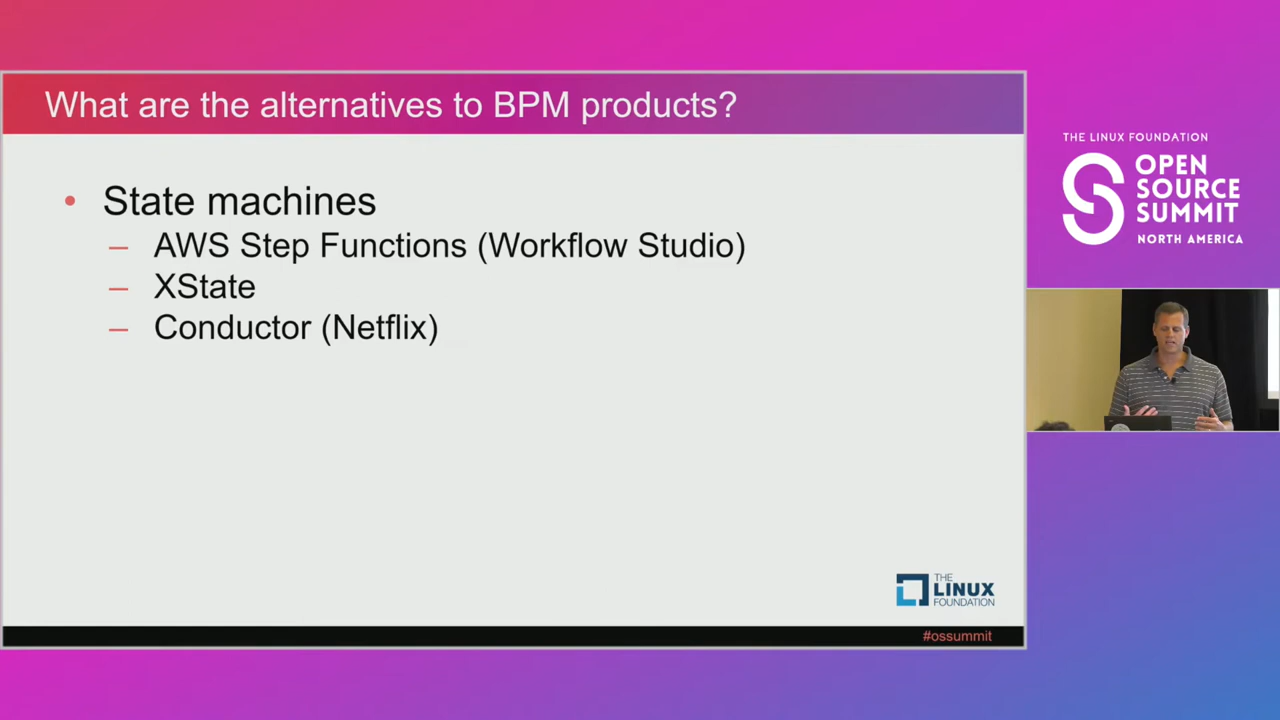 What are the alternatives to BPM products?
• State machines
– AWS Step Functions (Workflow Studio)
– XState
– Conductor (Netflix)
THE
LINUX
FOUNDATION
#ossummit
THE LINUX FOUNDATION
OPEN
SOURCE
SUMMIT
NORTH AMERICA